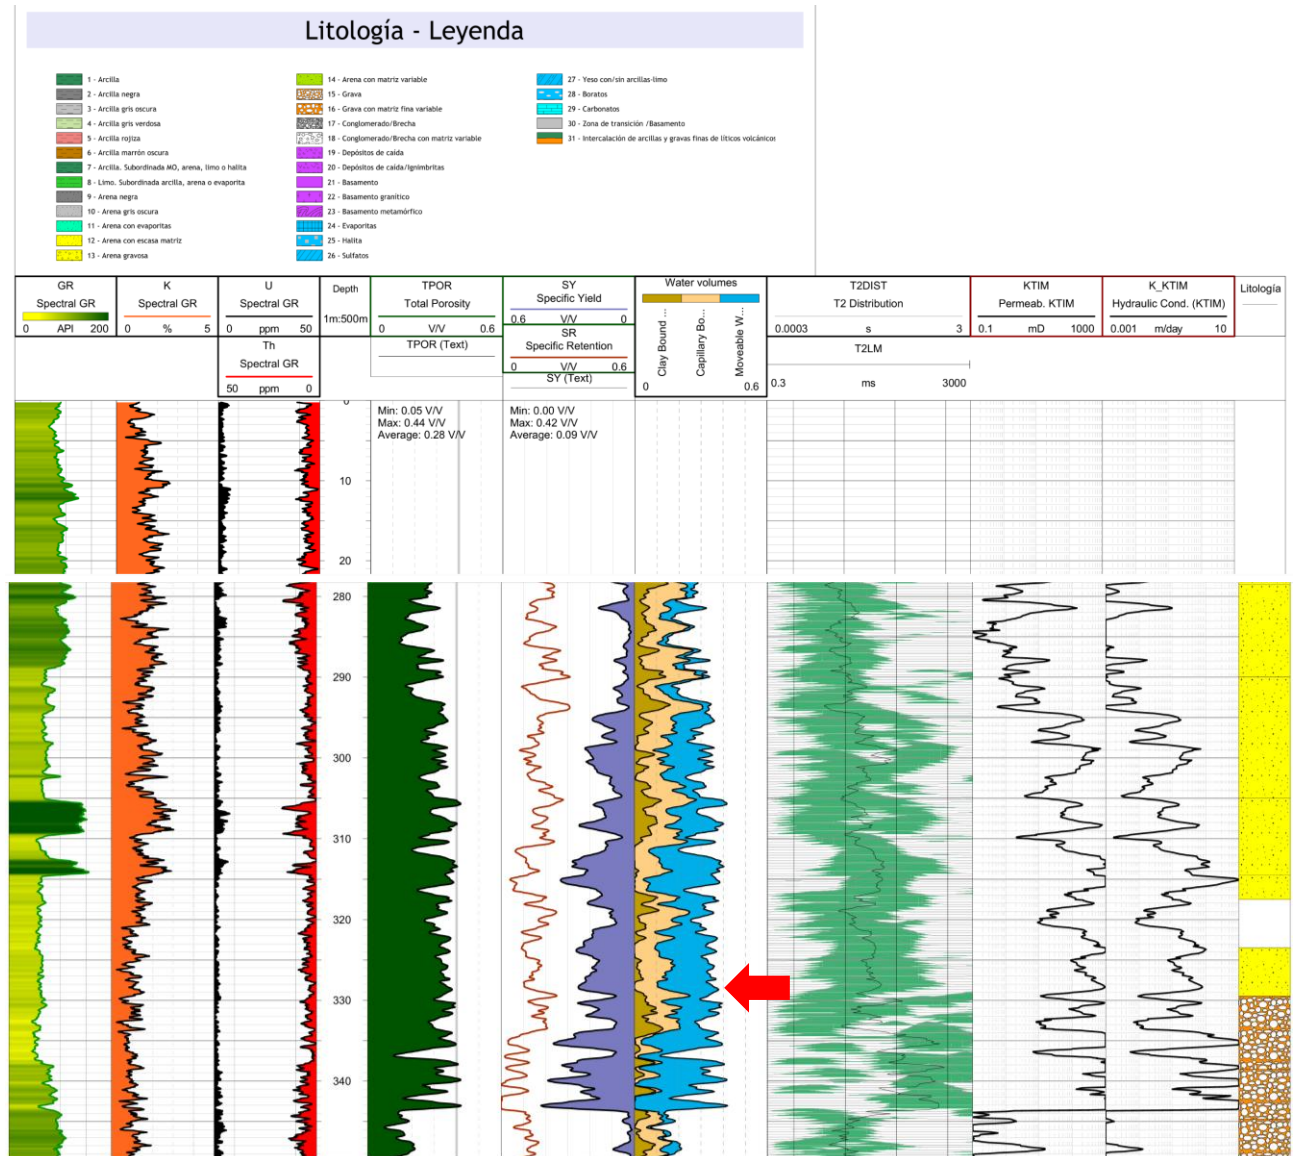 Litología - Leyenda
1 - Arcilla
2 - Arcilla negra
3 - Arcilla gris oscura
4 - Arcilla gris verdosa
5 - Arcilla rojiza
6 - Arcilla marrón oscura
7 - Arcilla. Subordinada MO, arena, limo o halita
8 - Limo. Subordinada arcilla, arena o evaporita
9 - Arena negra
10 - Arena gris oscura
11 - Arena con evaporitas
12 - Arena con escasa matriz
13 - Arena gravosa
14 - Arena con matriz variable
15 - Grava
16 - Grava con matriz fina variable
17 - Conglomerado/Brecha
18 - Conglomerado/Brecha con matriz variable
19 - Depósitos de caída
20 - Depósitos de caída/Ignimbritas
21 - Basamento
22 - Basamento granítico
23 - Basamento metamórfico
24 - Evaporitas
25 - Halita
26 - Sulfatos
27 - Yeso con/sin arcillas-limo
28 - Boratos
29 - Carbonatos
30 - Zona de transición /Basamento
31 - Intercalación de arcillas y gravas finas de líticos volcánicos
GR
Spectral GR
0 API 200
K
Spectral GR
0 % 5
U
Spectral GR
0 ppm 50
Th
Spectral GR
50 ppm 0
Depth
1m:500m
TPOR
Total Porosity
0 V/V 0.6
TPOR (Text)
SY
Specific Yield
0.6 V/V 0
SR
Specific Retention
0 V/V 0.6
SY (Text)
Water volumes
Clay Bound ...
Capillary Bo...
Moveable W...
0 0.6
T2DIST
T2 Distribution
0.0003 s 3
T2LM
0.3 ms 3000
KTIM
Permeab. KTIM
0.1 mD 1000
K_KTIM
Hydraulic Cond. (KTIM)
0.001 m/day 10
Litología
0
Min: 0.05 V/V
Max: 0.44 V/V
Average: 0.28 V/V
Min: 0.00 V/V
Max: 0.42 V/V
Average: 0.09 V/V
10
20
280
290
300
310
320
330
340